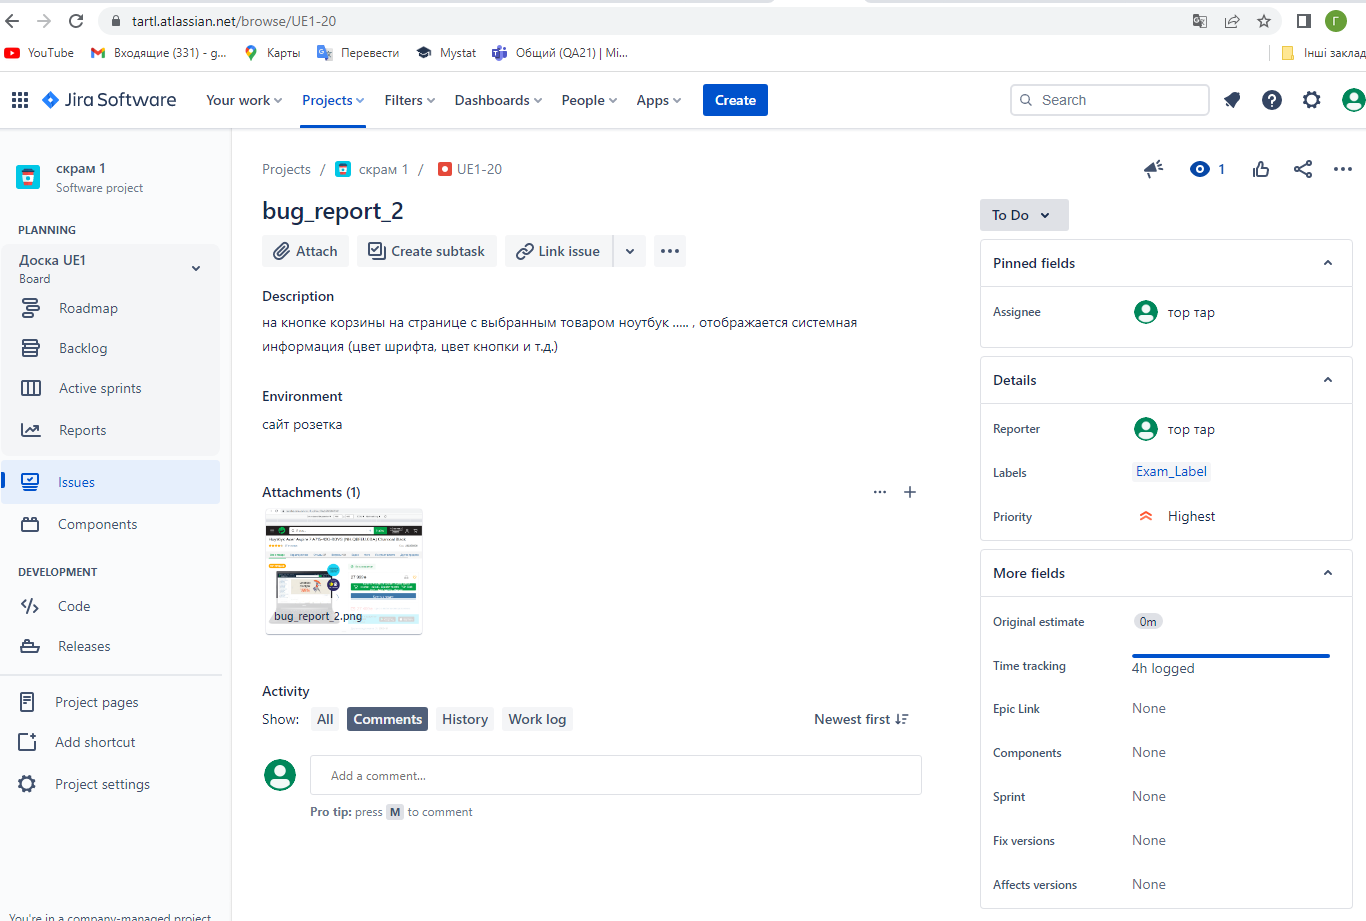 tartl.atlassian.net/browse/UE1-20
Г
YouTube
Входящие (331) - g...
Карты
Перевести
Mystat
Общий (QA21) | Mi...
Інші заклад
Jira Software
Your work
Projects
Filters
Dashboards
People
Apps
Create
Search
скрам 1
Software project
PLANNING
Доска UE1
Board
Roadmap
Backlog
Active sprints
Reports
Issues
Components
DEVELOPMENT
Code
Releases
Project pages
Add shortcut
Project settings
You're in a company-managed project
Projects / скрам 1 / UE1-20
1
bug_report_2
Attach
Create subtask
Link issue
Description
на кнопке корзины на странице с выбранным товаром ноутбук ..... , отображается системная
информация (цвет шрифта, цвет кнопки и т.д.)
Environment
сайт розетка
Attachments (1)
bug_report_2.png
Activity
Show: All Comments History Work log
Newest first
Add a comment...
Pro tip: press M to comment
To Do
Pinned fields
Assignee
тор тар
Details
Reporter
тор тар
Labels
Exam_Label
Priority
Highest
More fields
Original estimate
0m
Time tracking
4h logged
Epic Link
None
Components
None
Sprint
None
Fix versions
None
Affects versions
None